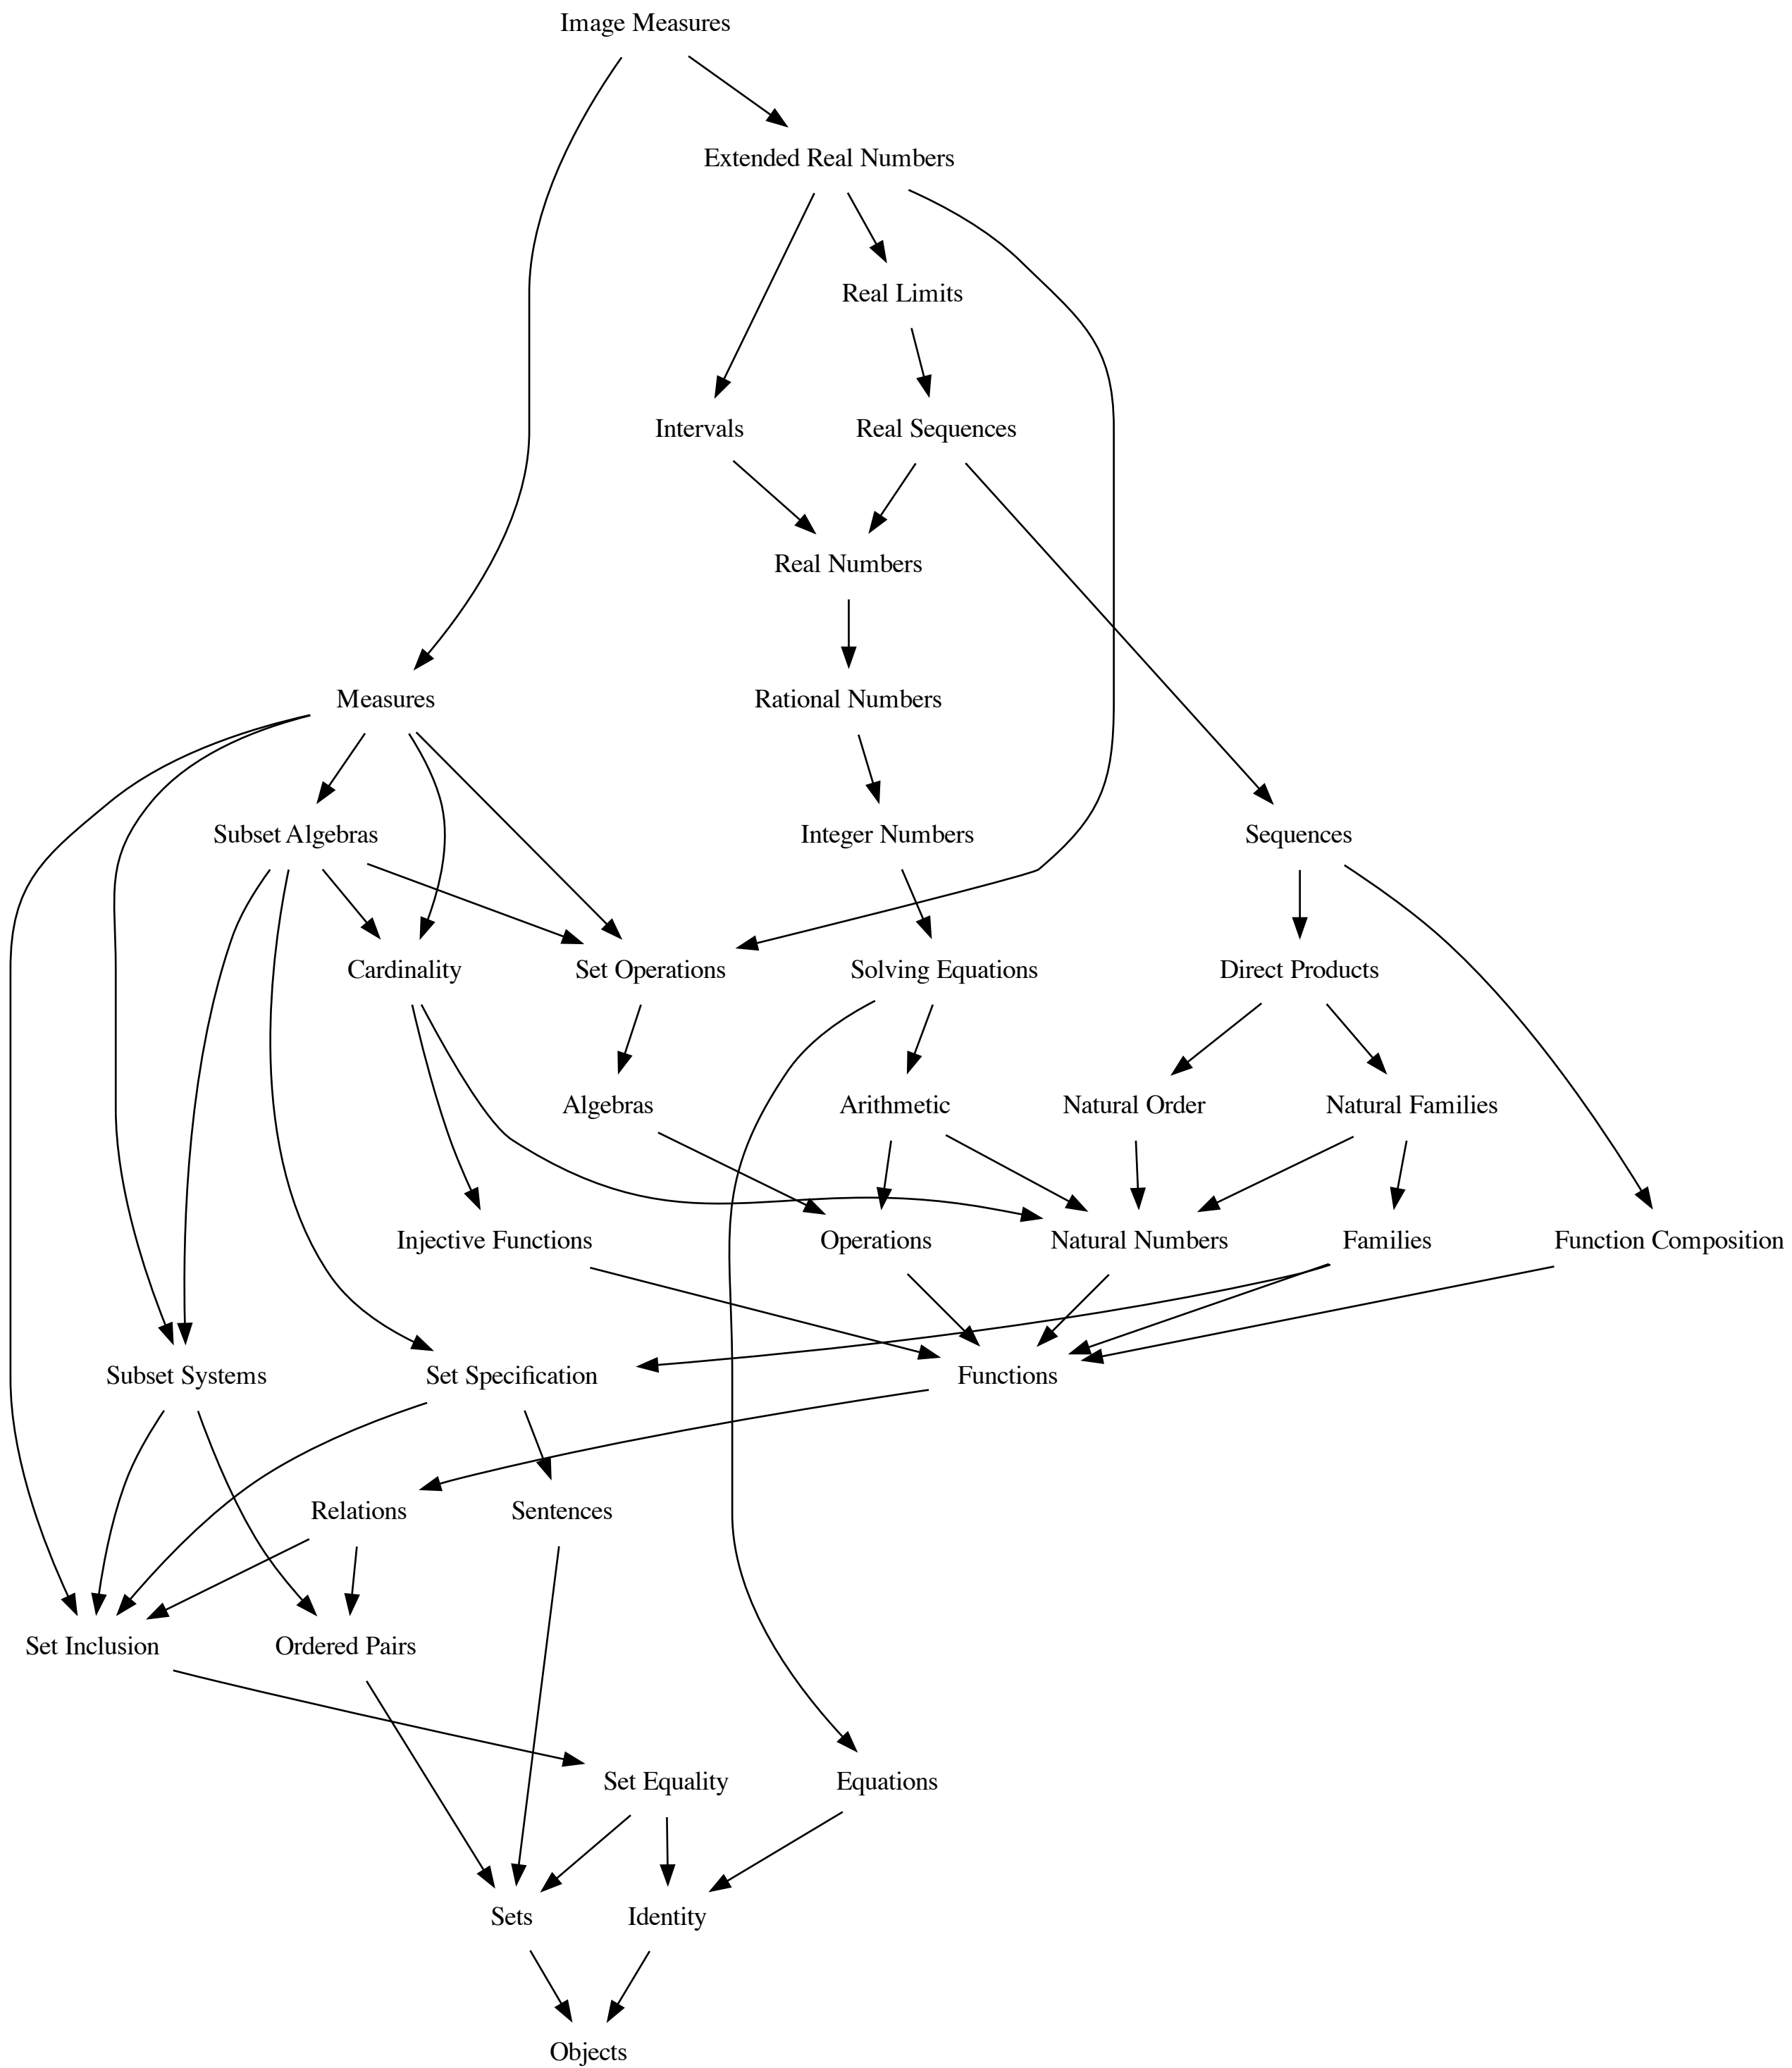 Image Measures
Extended Real Numbers
Real Limits
Intervals
Real Sequences
Real Numbers
Measures
Rational Numbers
Subset Algebras
Integer Numbers
Sequences
Cardinality
Set Operations
Solving Equations
Direct Products
Algebras
Arithmetic
Natural Order
Natural Families
Injective Functions
Operations
Natural Numbers
Families
Function Composition
Subset Systems
Set Specification
Functions
Relations
Sentences
Set Inclusion
Ordered Pairs
Set Equality
Equations
Sets
Identity
Objects